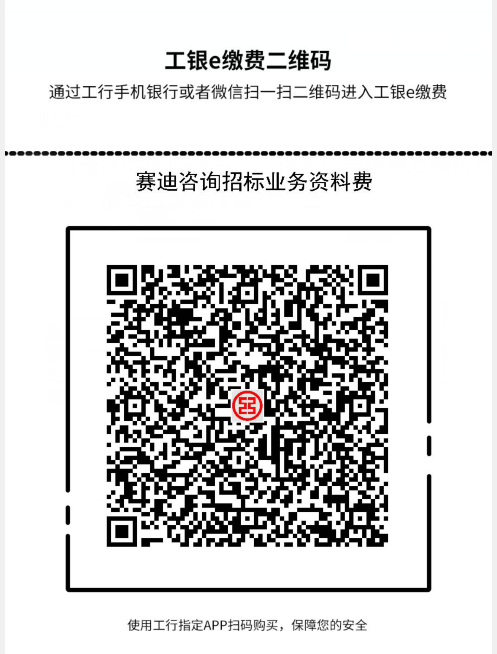 工银e缴费二维码
通过工行手机银行或者微信扫一扫二维码进入工银e缴费
赛迪咨询招标业务资料费
使用工行指定APP扫码购买，保障您的安全